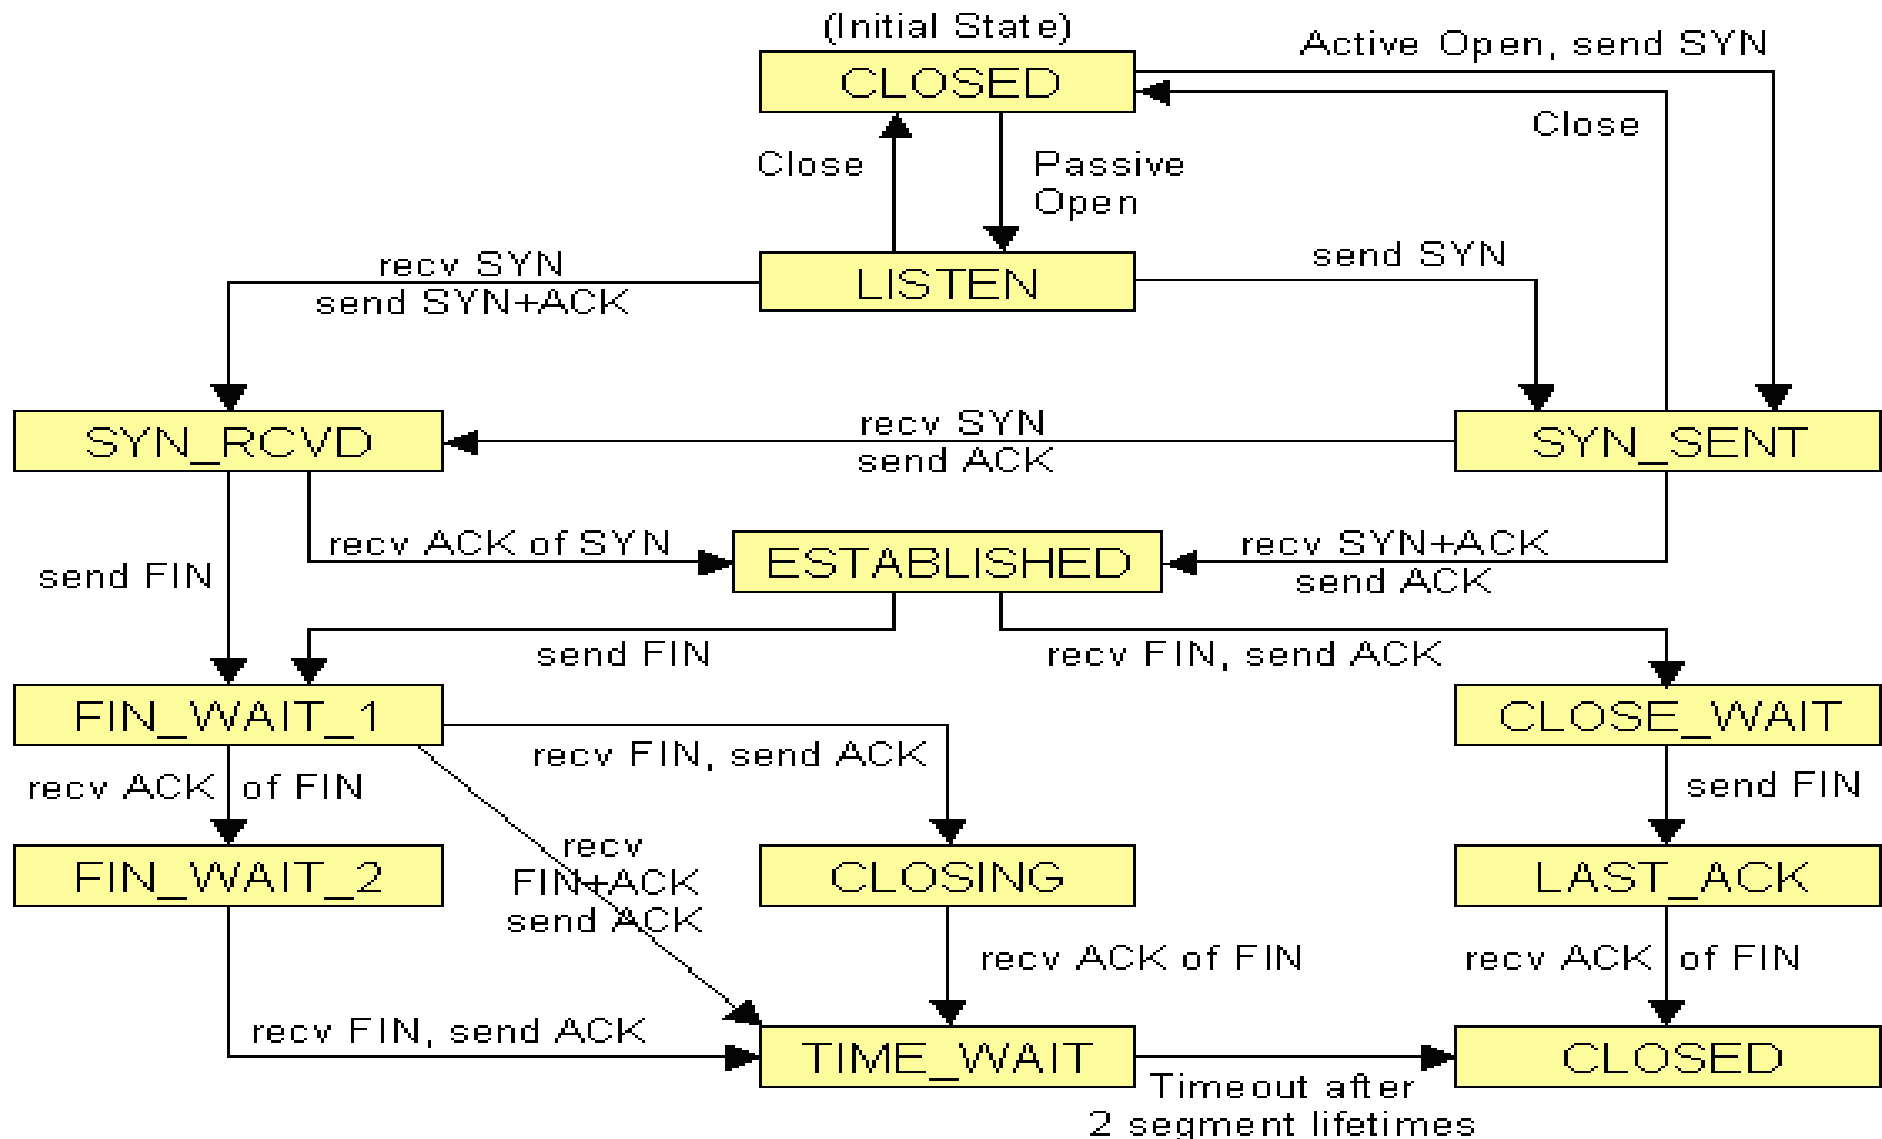 (Initial State)
Active Open, send SYN
CLOSED
Close
Close
Passive
Open
recv SYN
send SYN+ACK
LISTEN
send SYN
SYN_RCVD
recv SYN
send ACK
SYN_SENT
send FIN
recv ACK of SYN
ESTABLISHED
recv SYN+ACK
send ACK
send FIN
recv FIN, send ACK
FIN_WAIT_1
CLOSE_WAIT
recv ACK of FIN
recv FIN, send ACK
send FIN
FIN_WAIT_2
recv
FIN+ACK
send ACK
CLOSING
LAST_ACK
recv ACK of FIN
recv ACK of FIN
recv FIN, send ACK
TIME_WAIT
CLOSED
Timeout after
2 segment lifetimes